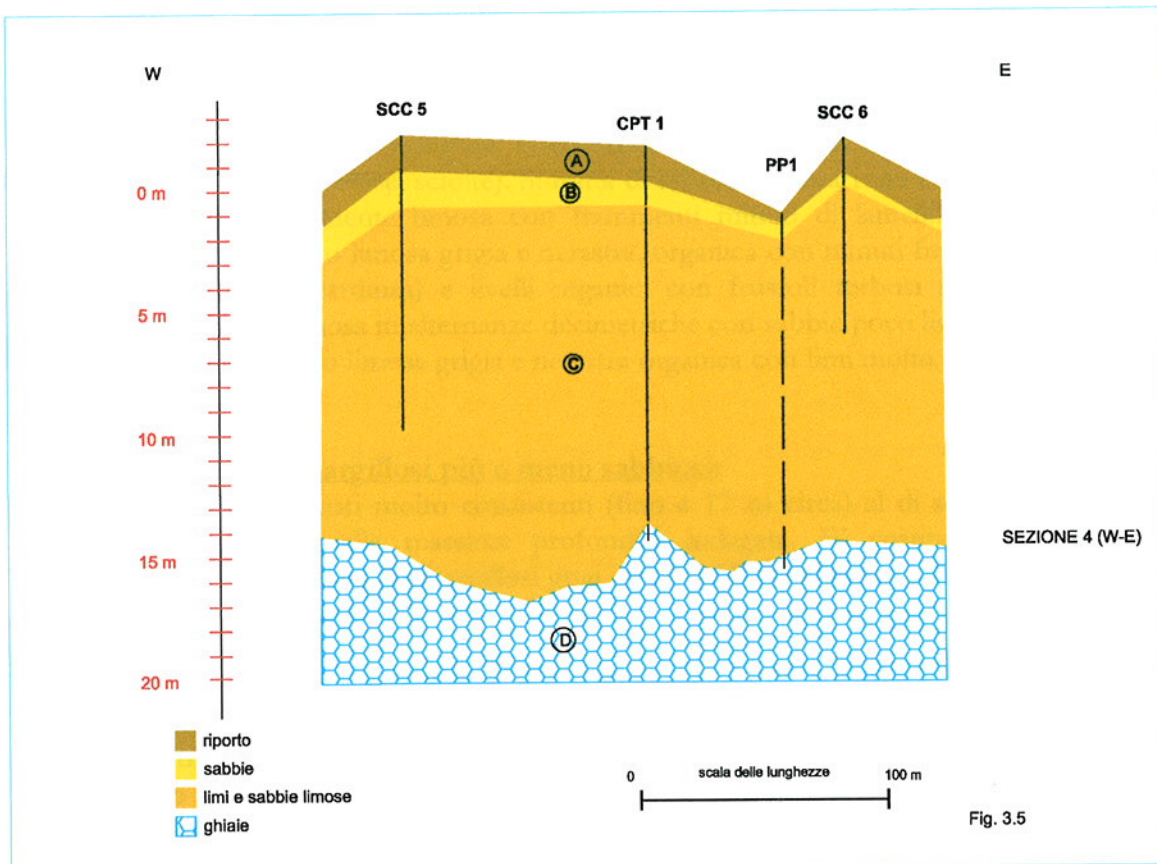 W
E
SCC 5
CPT 1
PP1
SCC 6
A
B
C
D
0 m
5 m
10 m
15 m
20 m
SEZIONE 4 (W-E)
riporto
sabbie
limi e sabbie limose
ghiaie
0
scala delle lunghezze
100 m
Fig. 3.5